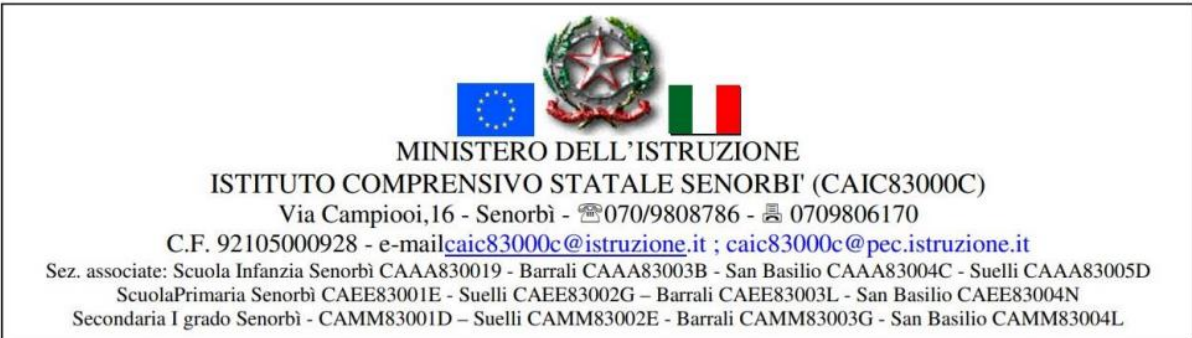 MINISTERO DELL'ISTRUZIONE
ISTITUTO COMPRENSIVO STATALE SENORBI' (CAIC83000C)
Via Campiooi,16 - Senorbì - ☎070/9808786 - 🖷 0709806170
C.F. 92105000928 - e-mailcaic83000c@istruzione.it ; caic83000c@pec.istruzione.it
Sez. associate: Scuola Infanzia Senorbì CAAA830019 - Barrali CAAA83003B - San Basilio CAAA83004C - Suelli CAAA83005D
ScuolaPrimaria Senorbì CAEE83001E - Suelli CAEE83002G – Barrali CAEE83003L - San Basilio CAEE83004N
Secondaria I grado Senorbì - CAMM83001D – Suelli CAMM83002E - Barrali CAMM83003G - San Basilio CAMM83004L